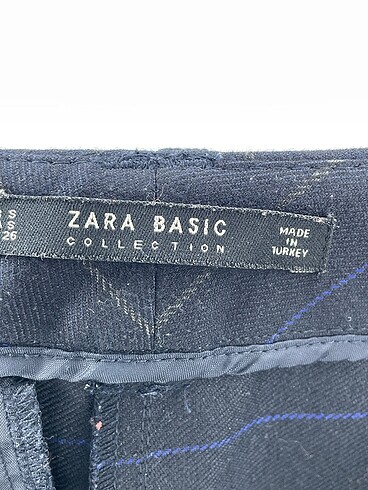 S
S
26
ZARA BASIC
COLLECTION
MADE
IN
TURKEY